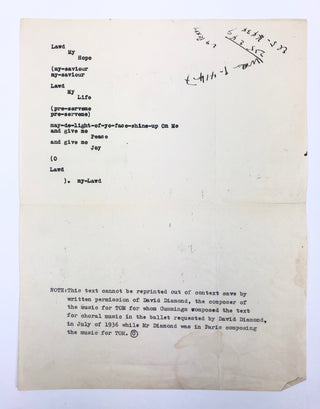 Lawd
My
Hope
(my-saviour
my-saviour
Lawd
My
Life
(pre-serveme
pre-serveme)
may-de-light-of-yo-face-shine-up On Me
and give me
Peace
and give me
Joy
(O
Lawd
). my-Lawd
NOTE:This text cannot be reprinted out of context save by
written permission of David Diamond, the composer of
the music for TOM for whom Cummings womposed the text
for choral music in the ballet requested by David Diamond,
in July of 1936 while Mr Diamond was in Paris composing
the music for TOM.